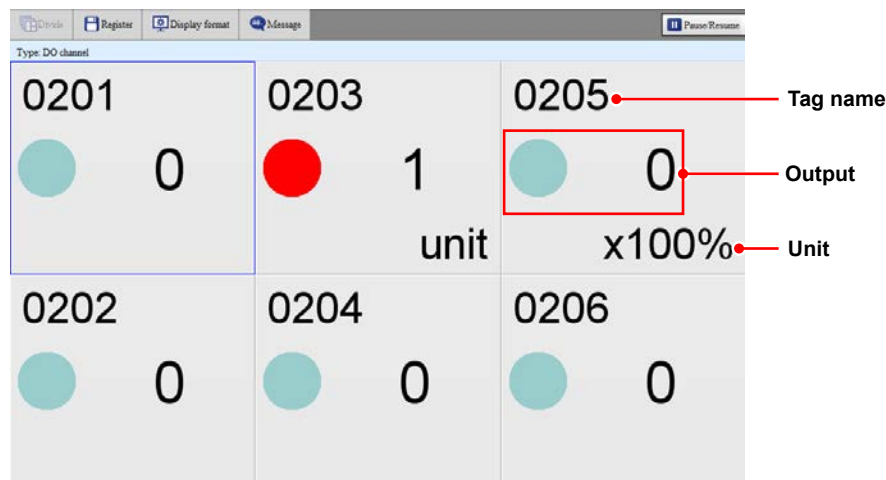 Divide Register Display format Message Pause/Resume
Type: DO channel
0201 0203 0205 Tag name
0 1 0 Output
unit x100% Unit
0202 0204 0206
0 0 0